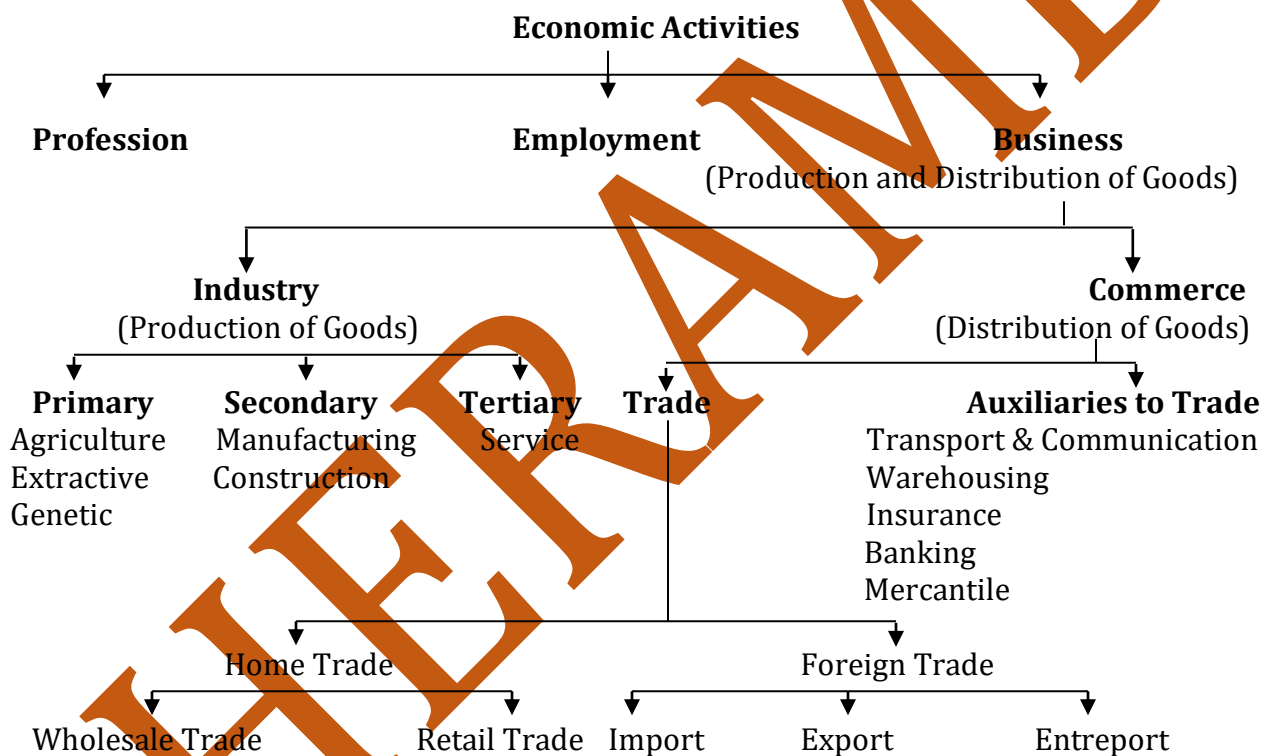 Economic Activities
Profession Employment Business
(Production and Distribution of Goods)
Industry Commerce
(Production of Goods) (Distribution of Goods)
Primary Secondary Tertiary Trade Auxiliaries to Trade
Agriculture Manufacturing Service Transport & Communication
Extractive Construction Warehousing
Genetic Insurance
Banking
Mercantile
Home Trade Foreign Trade
Wholesale Trade Retail Trade Import Export Entreport